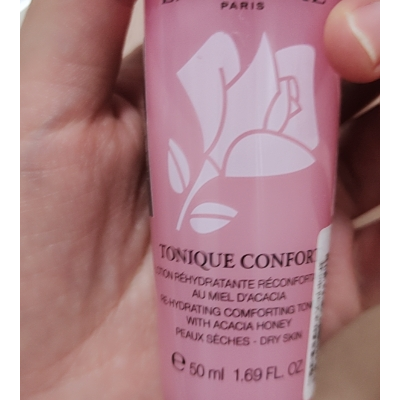 PARIS
TONIQUE CONFORT
LOTION RÉHYDRATANTE RÉCONFORT
AU MIEL D'ACACIA
RE-HYDRATING COMFORTING TON
WITH ACACIA HONEY
PEAUX SÈCHES - DRY SKIN
℮ 50 ml 1.69 FL. OZ.